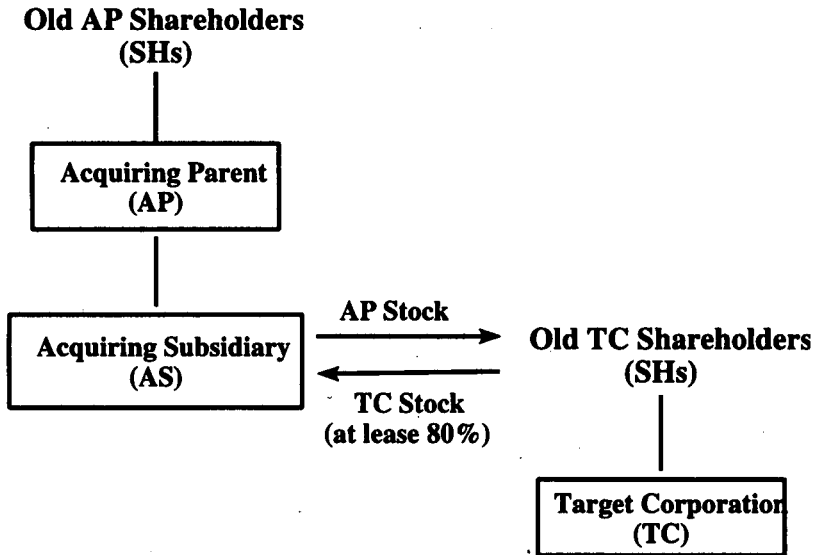 Old AP Shareholders
(SHs)
Acquiring Parent
(AP)
AP Stock
Acquiring Subsidiary
(AS)
Old TC Shareholders
(SHs)
TC Stock
(at lease 80%)
Target Corporation
(TC)